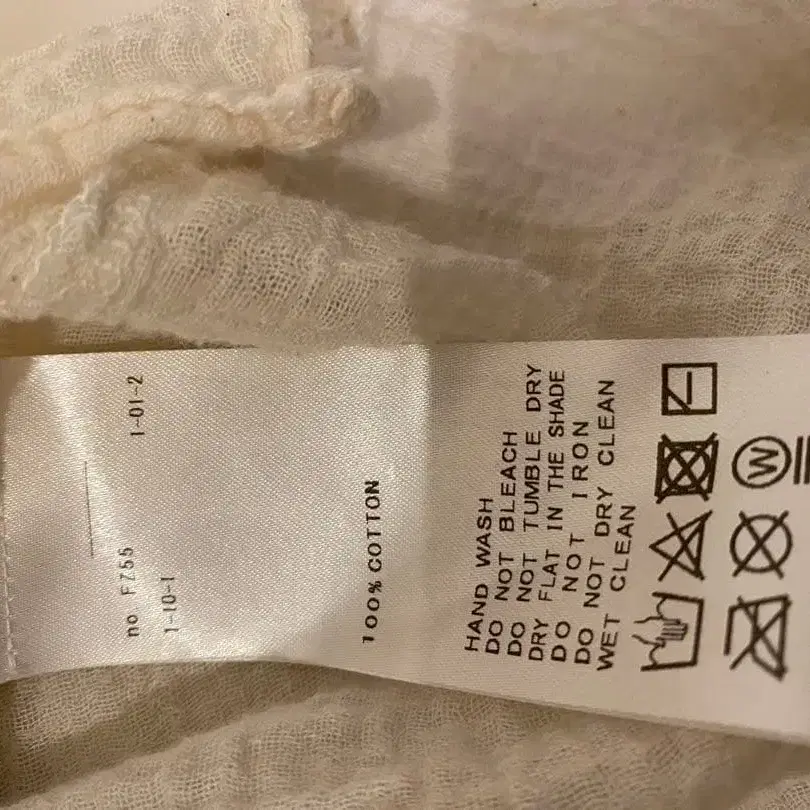 1-01-2
no FZ55
1-10-1
100%COTTON
HAND WASH
DO NOT BLEACH
DO NOT TUMBLE DRY
DRY FLAT IN THE SHADE
DO NOT IRON
DO NOT DRY CLEAN
WET CLEAN
W